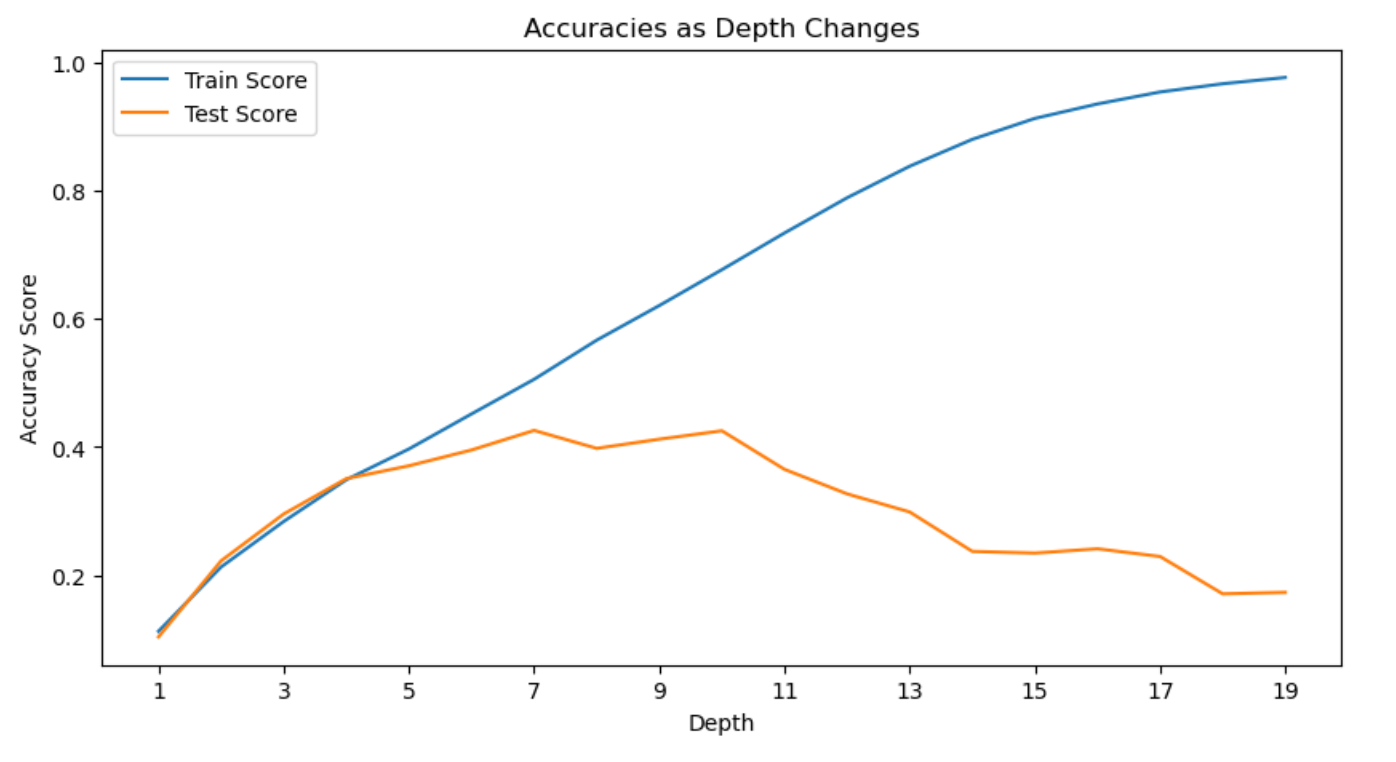 Accuracies as Depth Changes
Train Score
Test Score
Accuracy Score
1.0
0.8
0.6
0.4
0.2
1 3 5 7 9 11 13 15 17 19
Depth